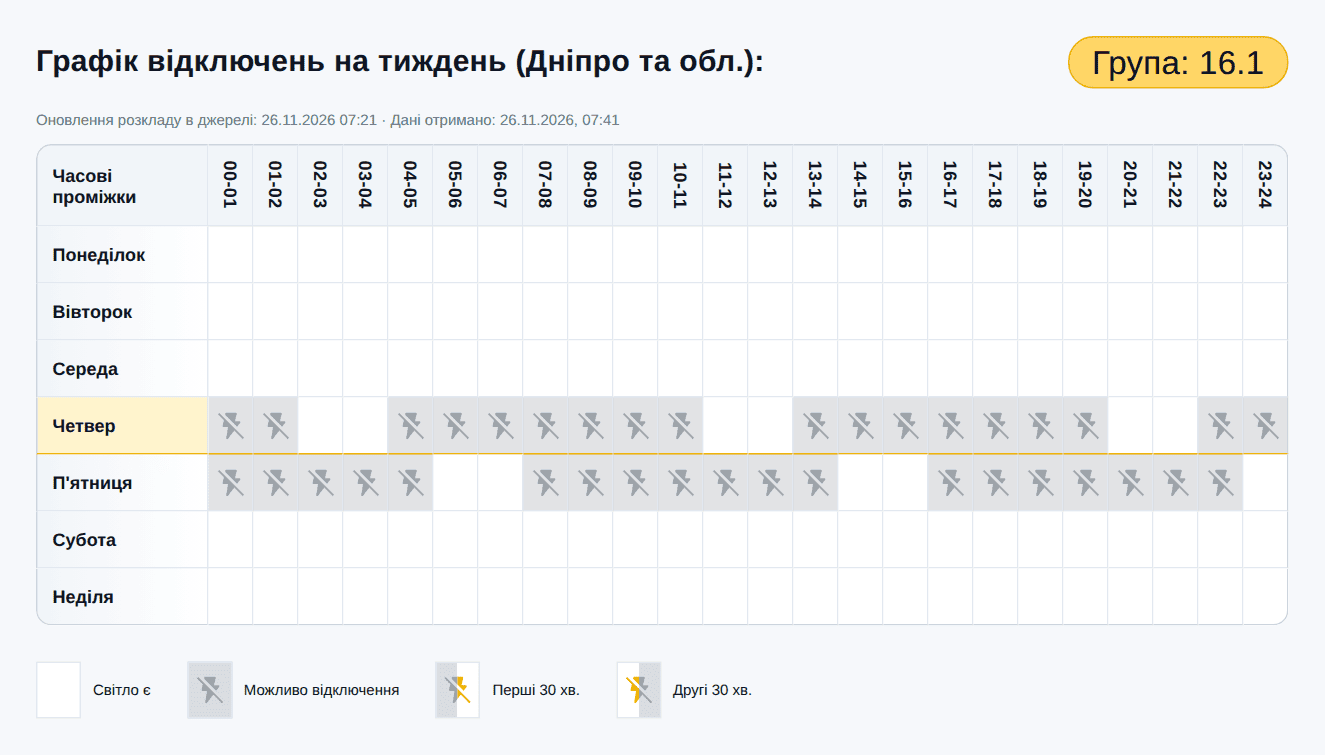 Графік відключень на тиждень (Дніпро та обл.):
Група: 16.1
Оновлення розкладу в джерелі: 26.11.2026 07:21 · Дані отримано: 26.11.2026, 07:41
Часові
проміжки
00-01
01-02
02-03
03-04
04-05
05-06
06-07
07-08
08-09
09-10
10-11
11-12
12-13
13-14
14-15
15-16
16-17
17-18
18-19
19-20
20-21
21-22
22-23
23-24
Понеділок
Вівторок
Середа
Четвер
П'ятниця
Субота
Неділя
Світло є
Можливо відключення
Перші 30 хв.
Другі 30 хв.